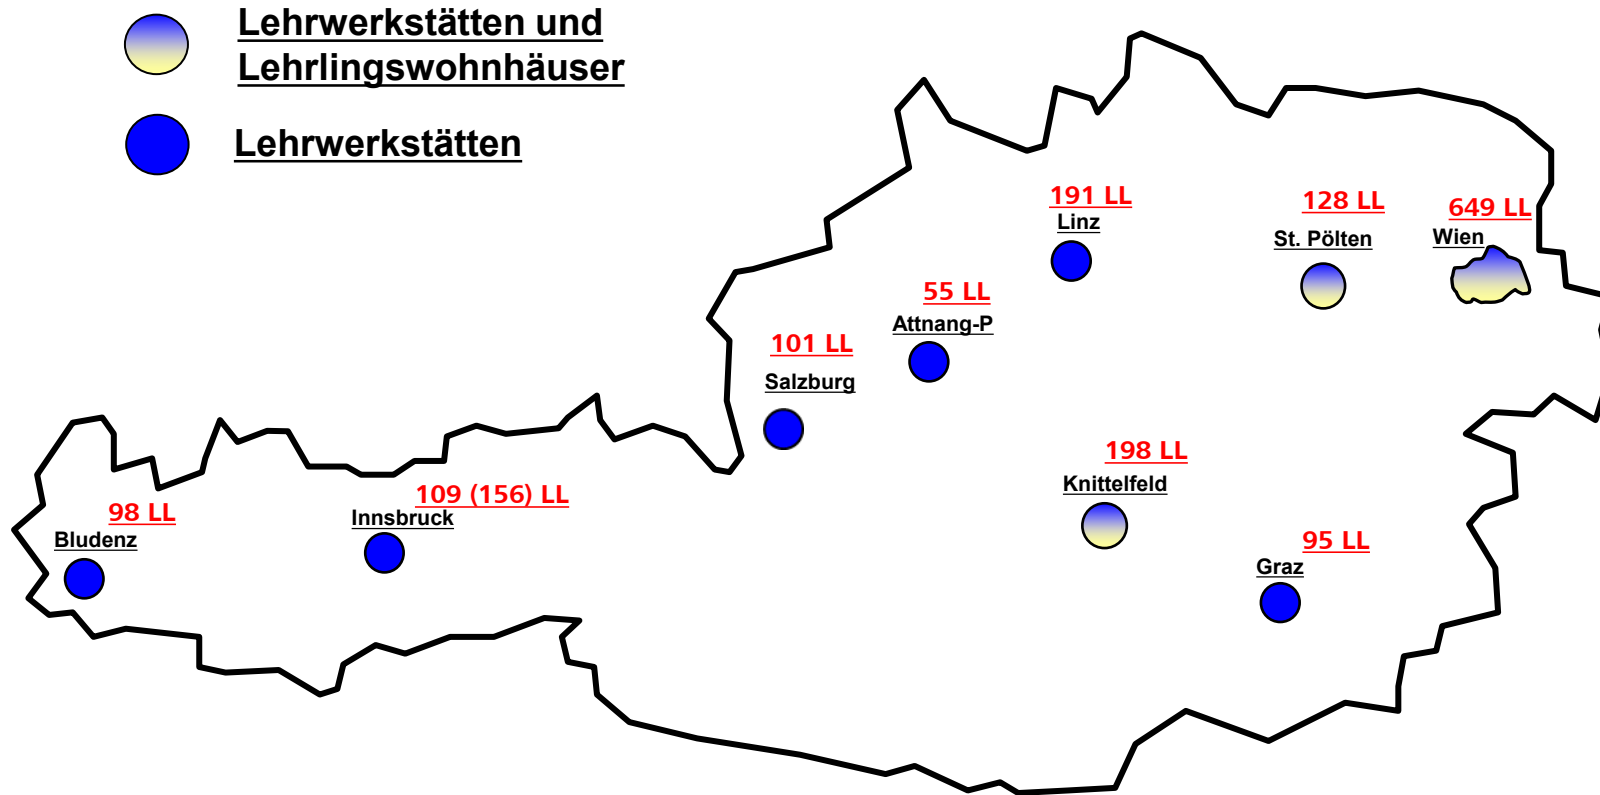 Lehrwerkstätten und
Lehrlingswohnhäuser
Lehrwerkstätten
191 LL
Linz
128 LL
St. Pölten
649 LL
Wien
55 LL
Attnang-P
101 LL
Salzburg
198 LL
Knittelfeld
109 (156) LL
Innsbruck
98 LL
Bludenz
95 LL
Graz